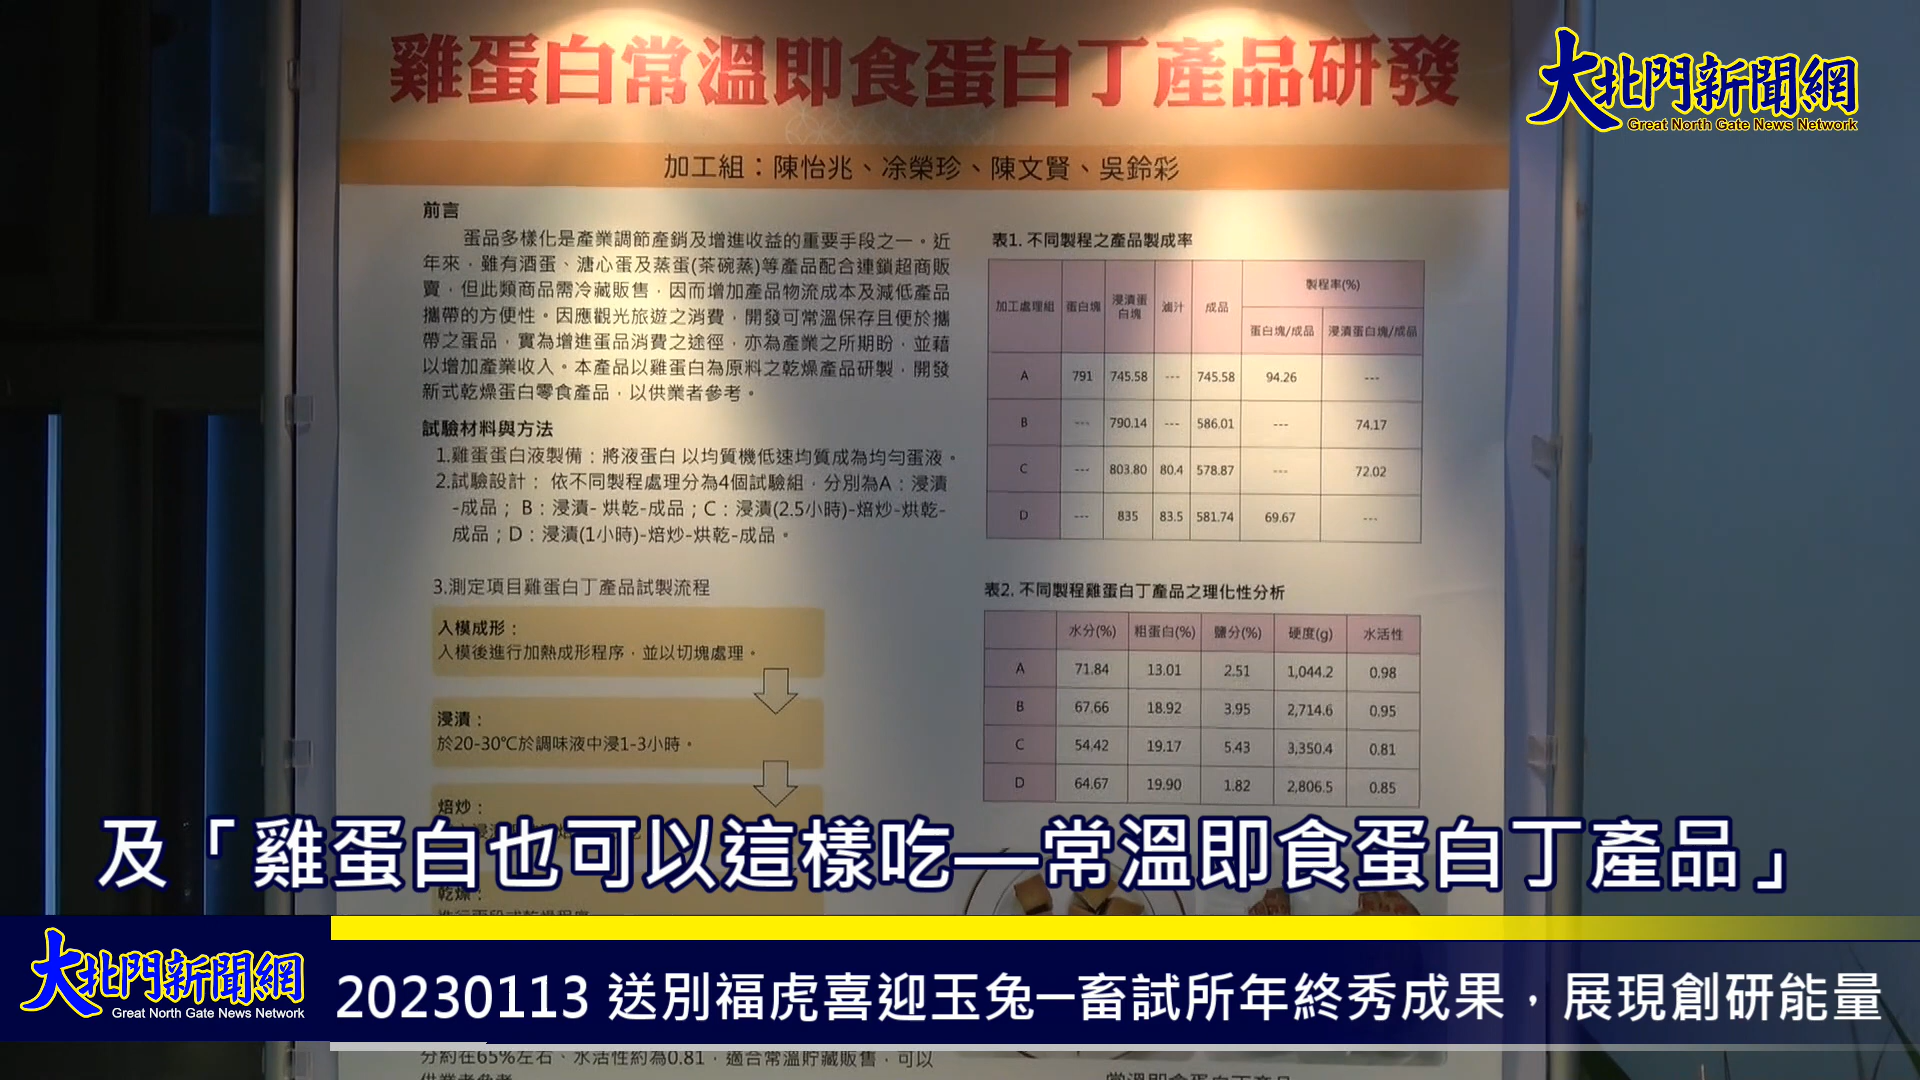 雞蛋白常溫即食蛋白丁產品研發
大北門新聞網
Great North Gate News Network
加工組：陳怡兆、凃榮珍、陳文賢、吳鈴彩
前言
蛋品多樣化是產業調節產銷及增進收益的重要手段之一。近
年來，雖有酒蛋、溏心蛋及蒸蛋(茶碗蒸)等產品配合連鎖超商販
賣，但此類商品需冷藏販售，因而增加產品物流成本及減低產品
攜帶的方便性。因應觀光旅遊之消費，開發可常溫保存且便於攜
帶之蛋品，實為增進蛋品消費之途徑，亦為產業之所期盼，並藉
以增加產業收入。本產品以雞蛋白為原料之乾燥產品研製，開發
新式乾燥蛋白零食產品，以供業者參考。
試驗材料與方法
1.雞蛋蛋白液製備：將液蛋白 以均質機低速均質成為均勻蛋液。
2.試驗設計： 依不同製程處理分為4個試驗組，分別為A：浸漬
-成品； B：浸漬- 烘乾-成品；C：浸漬(2.5小時)-焙炒-烘乾-
成品；D：浸漬(1小時)-焙炒-烘乾-成品。
3.測定項目雞蛋白丁產品試製流程
入模成形：
入模後進行加熱成形程序，並以切塊處理。
浸漬：
於20-30℃於調味液中浸1-3小時。
焙炒：
乾燥：
表1. 不同製程之產品製成率
加工處理組 蛋白塊 浸漬蛋白塊 滷汁 成品 製程率(%)
蛋白塊/成品 浸漬蛋白塊/成品
A 791 745.58 --- 745.58 94.26 ---
B --- 790.14 --- 586.01 --- 74.17
C --- 803.80 80.4 578.87 --- 72.02
D --- 835 83.5 581.74 69.67 ---
表2. 不同製程雞蛋白丁產品之理化性分析
水分(%) 粗蛋白(%) 鹽分(%) 硬度(g) 水活性
A 71.84 13.01 2.51 1,044.2 0.98
B 67.66 18.92 3.95 2,714.6 0.95
C 54.42 19.17 5.43 3,350.4 0.81
D 64.67 19.90 1.82 2,806.5 0.85
及「雞蛋白也可以這樣吃—常溫即食蛋白丁產品」
大北門新聞網
Great North Gate News Network
20230113 送別福虎喜迎玉兔─畜試所年終秀成果，展現創研能量
分約在65%左右、水活性約為0.81，適合常溫貯藏販售，可以